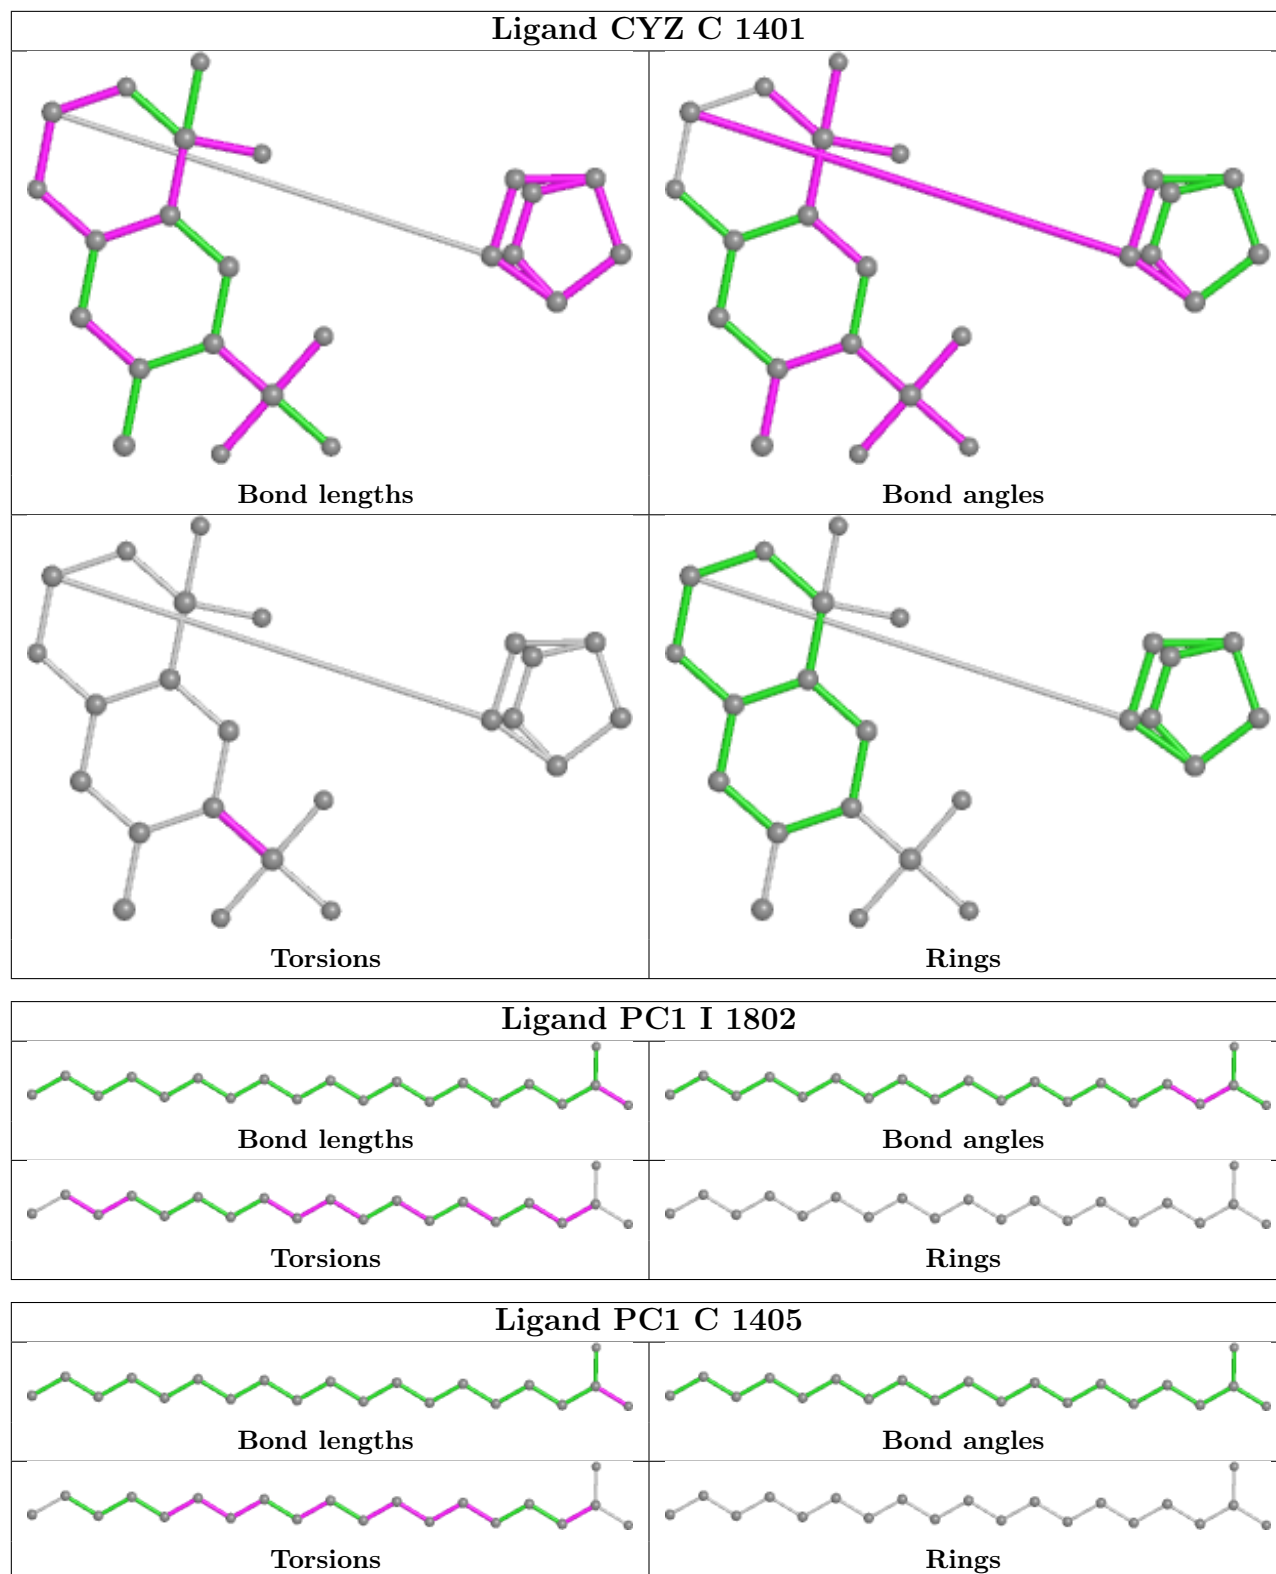 Ligand CYZ C 1401
Bond lengths
Bond angles
Torsions
Rings
Ligand PC1 I 1802
Bond lengths
Bond angles
Torsions
Rings
Ligand PC1 C 1405
Bond lengths
Bond angles
Torsions
Rings